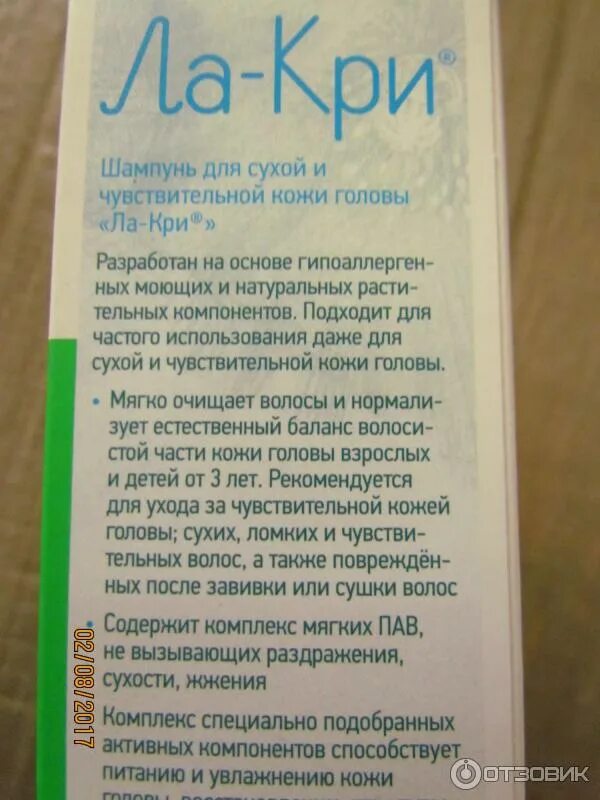 Ла-Кри®
Шампунь для сухой и
чувствительной кожи головы
«Ла-Кри®»
Разработан на основе гипоаллерген-
ных моющих и натуральных расти-
тельных компонентов. Подходит для
частого использования даже для
сухой и чувствительной кожи головы.
• Мягко очищает волосы и нормали-
зует естественный баланс волоси-
стой части кожи головы взрослых
и детей от 3 лет. Рекомендуется
для ухода за чувствительной кожей
головы; сухих, ломких и чувстви-
тельных волос, а также повреждён-
ных после завивки или сушки волос
• Содержит комплекс мягких ПАВ,
не вызывающих раздражения,
сухости, жжения
Комплекс специально подобранных
активных компонентов способствует
питанию и увлажнению кожи
головы,
02/08/2017
ОТЗОВИК